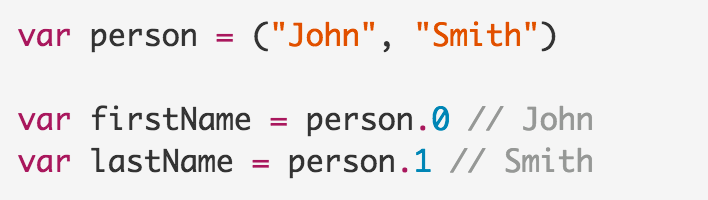 var person = ("John", "Smith")
var firstName = person.0 // John
var lastName = person.1 // Smith